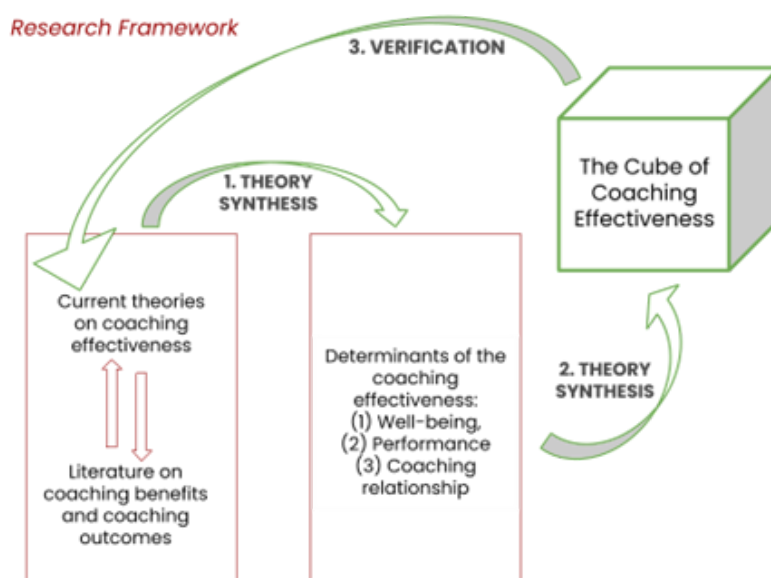 Research Framework
3. VERIFICATION
1. THEORY
SYNTHESIS
The Cube of
Coaching
Effectiveness
Current theories
on coaching
effectiveness
Literature on
coaching benefits
and coaching
outcomes
Determinants of the
coaching
effectiveness:
(1) Well-being,
(2) Performance
(3) Coaching
relationship
2. THEORY
SYNTHESIS